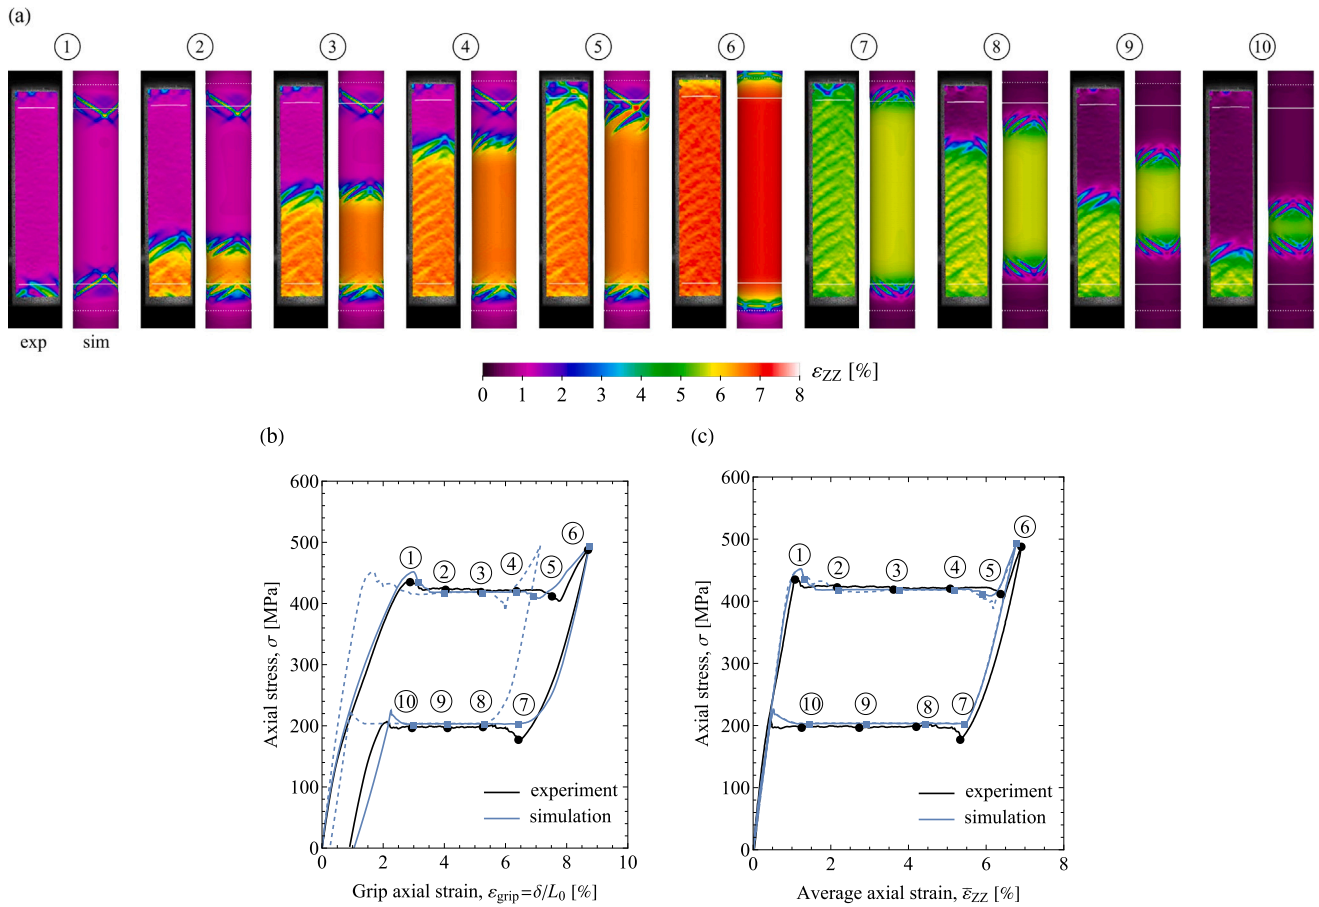 (a)
1 2 3 4 5 6 7 8 9 10
exp sim
0 1 2 3 4 5 6 7 8 εZZ [%]
(b)
600
500
400
300
200
100
0
Axial stress, σ [MPa]
1 2 3 4 5 6
10 9 8 7
experiment
simulation
0 2 4 6 8 10
Grip axial strain, εgrip=δ/L0 [%]
(c)
600
500
400
300
200
100
0
Axial stress, σ [MPa]
1 2 3 4 5 6
10 9 8 7
experiment
simulation
0 2 4 6 8
Average axial strain, ε̅ZZ [%]